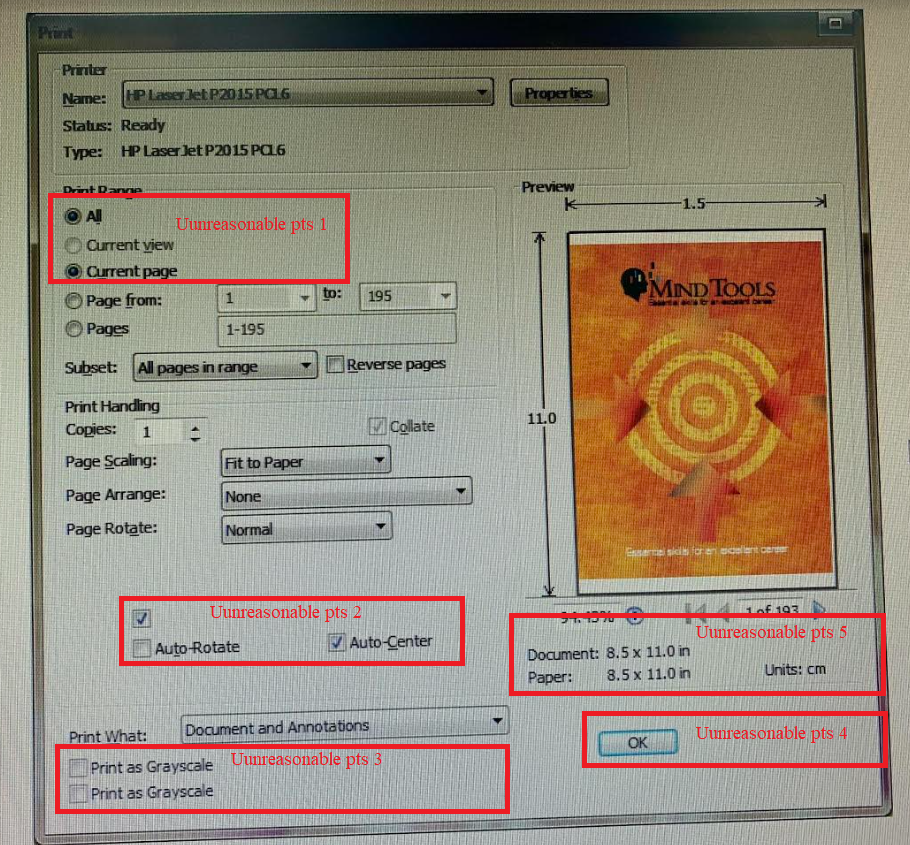 Print
Printer
Name: HP LaserJet P2015 PCL6 Properties
Status: Ready
Type: HP LaserJet P2015 PCL6
Print Range
All
Uunreasonable pts 1
Current view
Current page
Page from: 1 to: 195
Pages 1-195
Subset: All pages in range Reverse pages
Print Handling
Copies: 1 Collate
Page Scaling: Fit to Paper
Page Arrange: None
Page Rotate: Normal
Uunreasonable pts 2
Auto-Rotate Auto-Center
Print What: Document and Annotations
Uunreasonable pts 3
Print as Grayscale
Print as Grayscale
Preview
1.5
11.0
MIND TOOLS
Essential skills for an excellent career
Essential skills for an excellent career
1 of 193
Uunreasonable pts 5
Document: 8.5 x 11.0 in
Paper: 8.5 x 11.0 in Units: cm
OK Uunreasonable pts 4